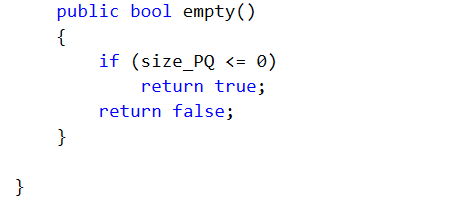 public bool empty()
{
if (size_PQ <= 0)
return true;
return false;
}
}